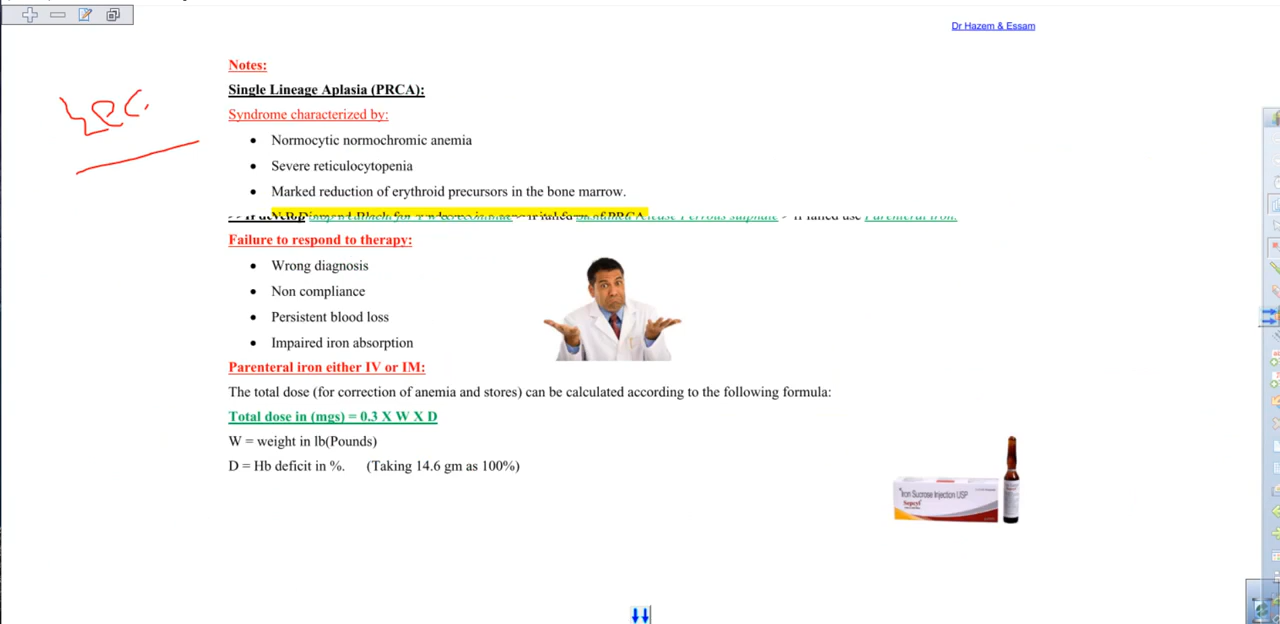 Dr Hazem & Essam
Notes:
Single Lineage Aplasia (PRCA):
Syndrome characterized by:
• Normocytic normochromic anemia
• Severe reticulocytopenia
• Marked reduction of erythroid precursors in the bone marrow.
Failure to respond to therapy:
• Wrong diagnosis
• Non compliance
• Persistent blood loss
• Impaired iron absorption
Parenteral iron either IV or IM:
The total dose (for correction of anemia and stores) can be calculated according to the following formula:
Total dose in (mgs) = 0.3 X W X D
W = weight in lb(Pounds)
D = Hb deficit in %. (Taking 14.6 gm as 100%)
Iron Sucrose Injection USP